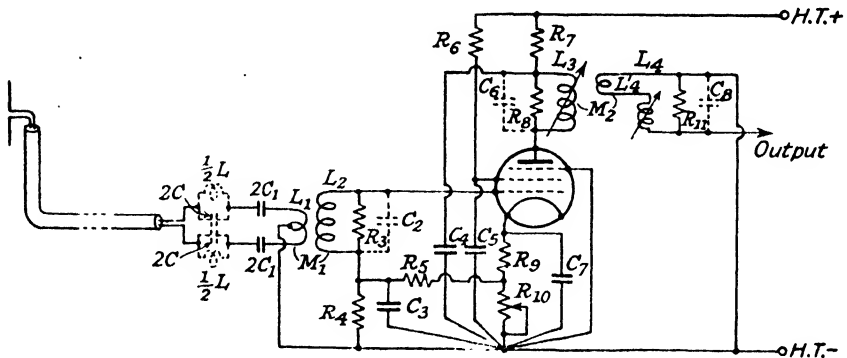 H.T.+
R6
R7
L3
L4
C6
R8
M2
L'4
R11
C8
Output
½L
2C
2C1
L1
L2
R3
C2
2C
½L
2C1
M1
C4
C5
R9
C7
R5
R10
R4
C3
H.T.-